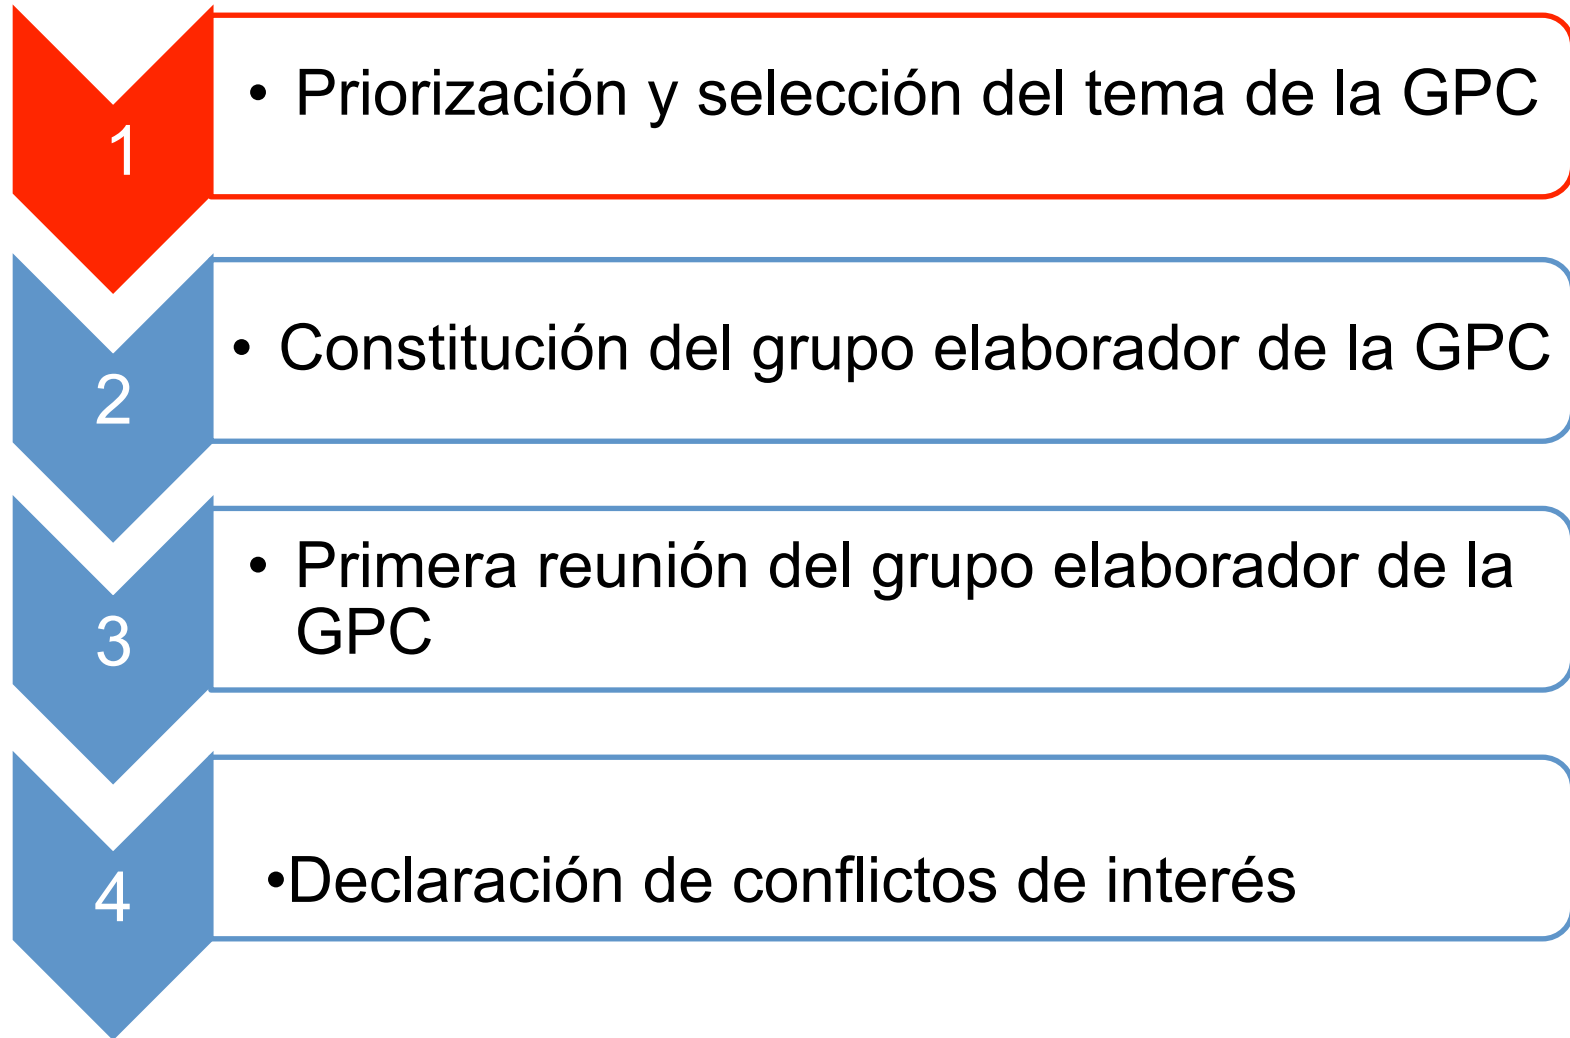 1
• Priorización y selección del tema de la GPC
2
• Constitución del grupo elaborador de la GPC
3
• Primera reunión del grupo elaborador de la
GPC
4
•Declaración de conflictos de interés